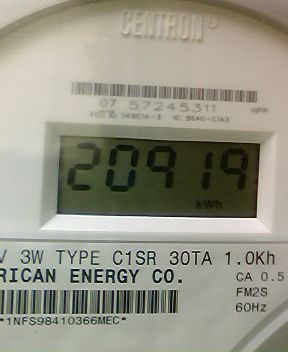 CENTRON®
07 57245311 HPP
20919
kWh
V 3W TYPE C1SR 30TA 1.0Kh
RICAN ENERGY CO. CA 0.5
FM2S
*1NFS98410366MEC* 60Hz